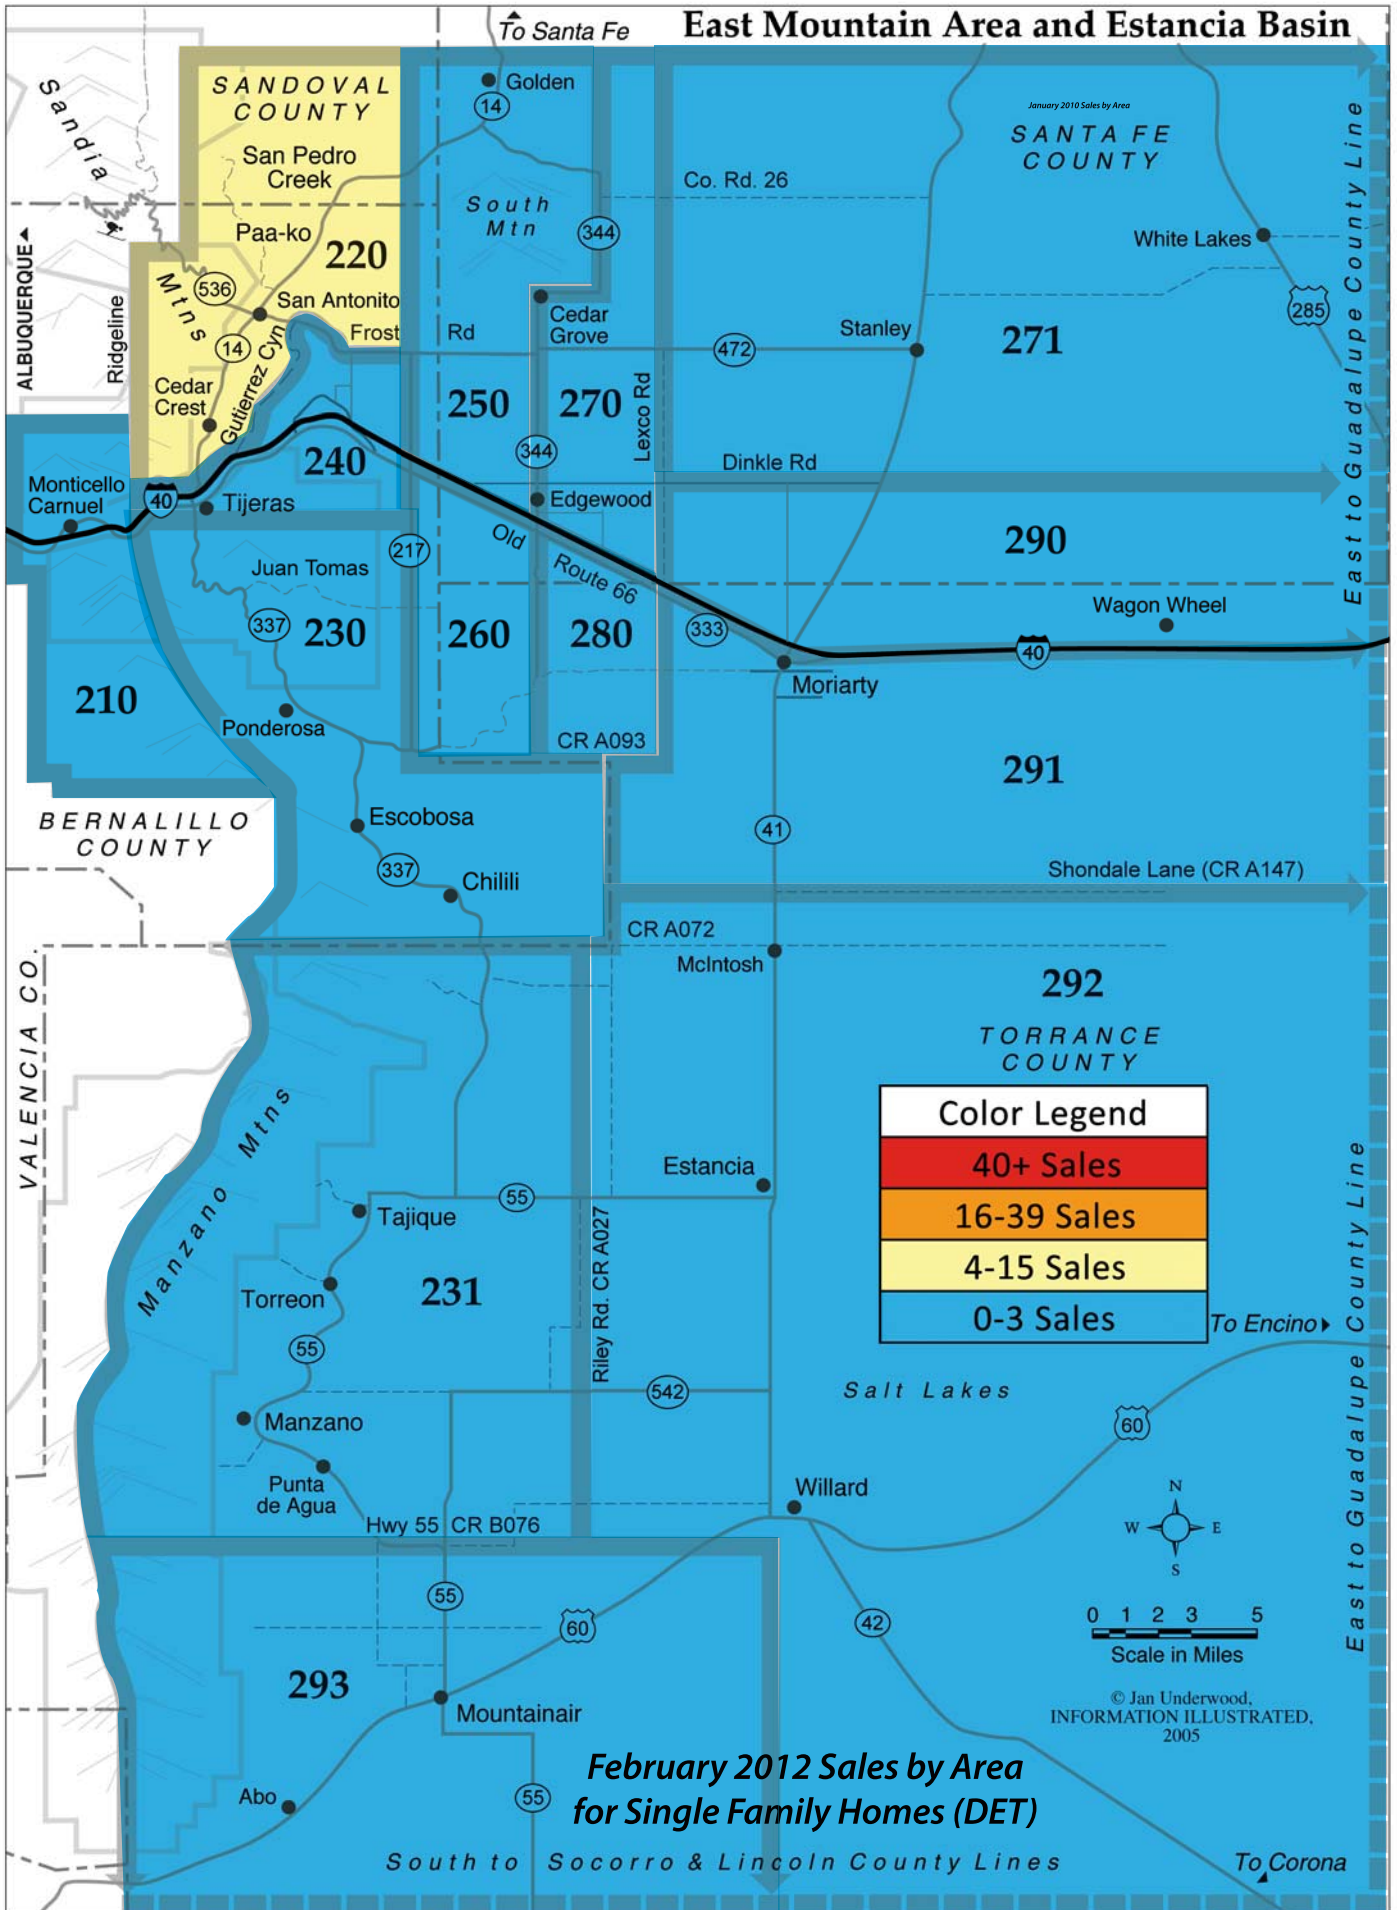 To Santa Fe
East Mountain Area and Estancia Basin
SANDOVAL
COUNTY
Golden
14
January 2010 Sales by Area
SANTA FE
COUNTY
Sandia
Mtns
San Pedro
Creek
Co. Rd. 26
South
Mtn
Paa-ko
220
344
White Lakes
ALBUQUERQUE
Ridgeline
536
San Antonito
Cedar
Grove
285
14
Frost
Rd
472
Stanley
271
East to Guadalupe County Line
Cedar
Crest
Gutierrez Cyn
250
270
Lexco Rd
344
240
Dinkle Rd
Monticello
Carnuel
40
Tijeras
Edgewood
217
Old
Route 66
290
Juan Tomas
Wagon Wheel
337
230
260
280
333
40
210
Moriarty
Ponderosa
CR A093
291
BERNALILLO
COUNTY
Escobosa
41
337
Chilili
Shondale Lane (CR A147)
CR A072
McIntosh
292
VALENCIA CO.
TORRANCE
COUNTY
Manzano Mtns
Color Legend
40+ Sales
16-39 Sales
4-15 Sales
0-3 Sales
Estancia
55
Tajique
Riley Rd. CR A027
231
Torreon
To Encino
East to Guadalupe County Line
55
542
Salt Lakes
Manzano
60
Punta
de Agua
Willard
N
W
E
S
Hwy 55
CR B076
55
60
42
0 1 2 3 5
Scale in Miles
293
Mountainair
© Jan Underwood,
INFORMATION ILLUSTRATED,
2005
February 2012 Sales by Area
for Single Family Homes (DET)
Abo
55
South to Socorro & Lincoln County Lines
To Corona